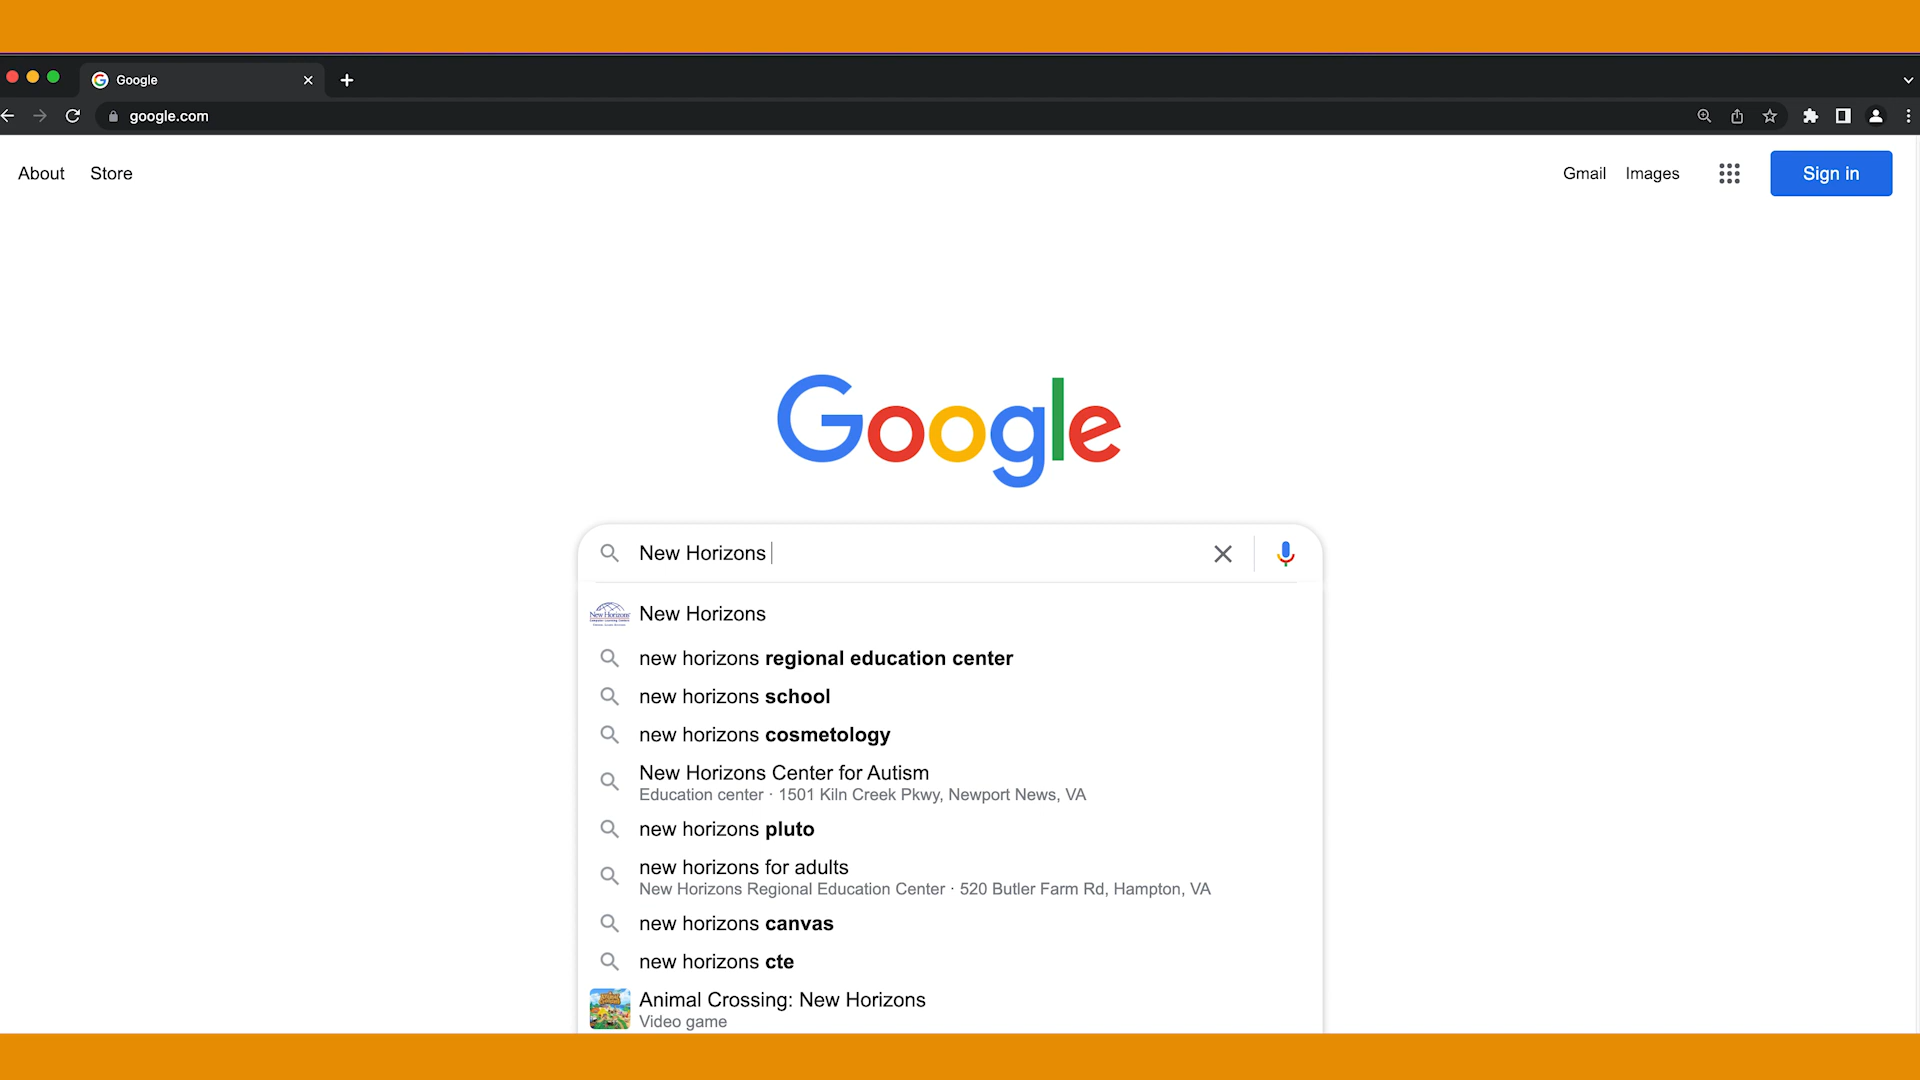 Google
google.com
About Store Gmail Images Sign in
Google
New Horizons
New Horizons
new horizons regional education center
new horizons school
new horizons cosmetology
New Horizons Center for Autism
Education center · 1501 Kiln Creek Pkwy, Newport News, VA
new horizons pluto
new horizons for adults
New Horizons Regional Education Center · 520 Butler Farm Rd, Hampton, VA
new horizons canvas
new horizons cte
Animal Crossing: New Horizons
Video game